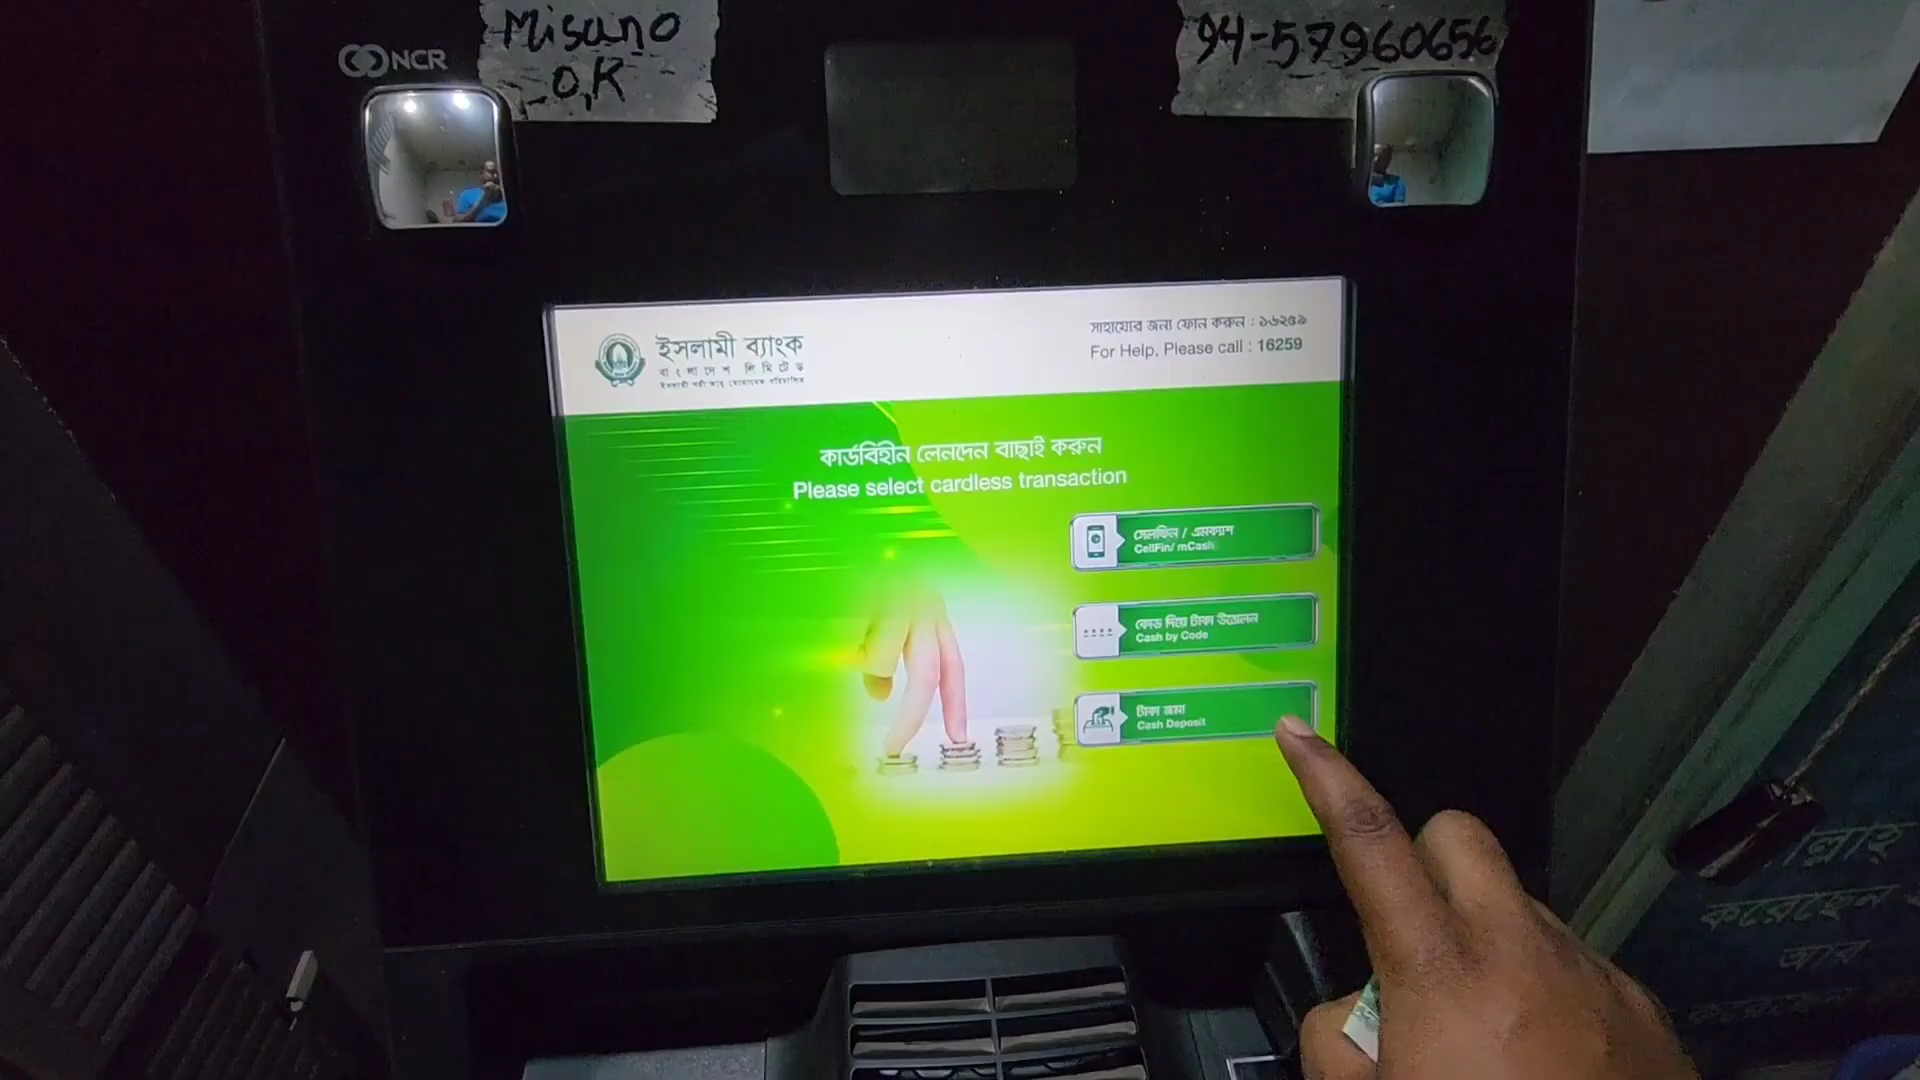 Misano
O,K
94-57960656
NCR
ইসলামী ব্যাংক
বাংলাদেশ লিমিটেড
সাহায্যের জন্য ফোন করুন : ১৬২৫৯
For Help, Please call : 16259
কার্ডবিহীন লেনদেন বাছাই করুন
Please select cardless transaction
সেলফিন / এমক্যাশ
CellFin/ mCash
কোড দিয়ে টাকা উত্তোলন
Cash by Code
টাকা জমা
Cash Deposit
করেছেন